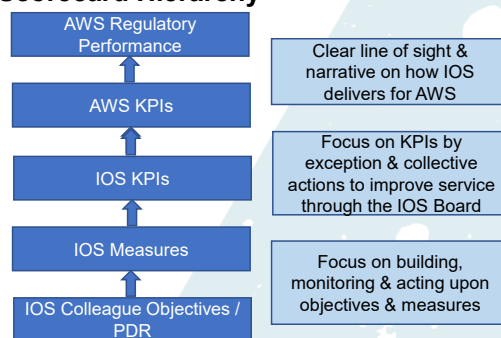 Scorecard Hierarchy
AWS Regulatory
Performance
AWS KPIs
IOS KPIs
IOS Measures
IOS Colleague Objectives /
PDR
Clear line of sight &
narrative on how IOS
delivers for AWS
Focus on KPIs by
exception & collective
actions to improve service
through the IOS Board
Focus on building,
monitoring & acting upon
objectives & measures